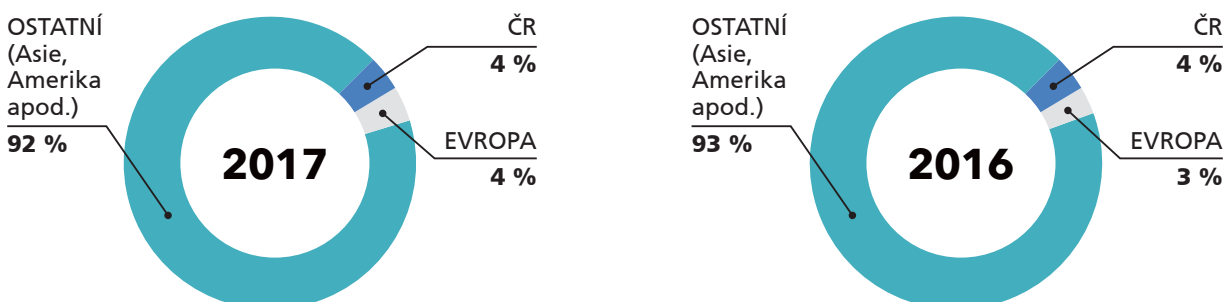 OSTATNÍ
(Asie,
Amerika
apod.)
92 %
2017
ČR
4 %
EVROPA
4 %
OSTATNÍ
(Asie,
Amerika
apod.)
93 %
2016
ČR
4 %
EVROPA
3 %